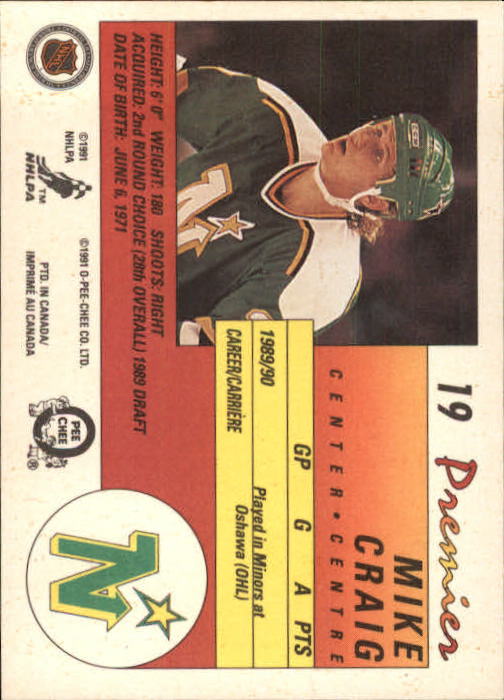 19 Premier
MIKE
CRAIG
CENTER • CENTRE
GP G A PTS
1989/90 Played in Minors at
Oshawa (OHL)
CAREER/CARRIÈRE
HEIGHT: 6' 0" WEIGHT: 180 SHOOTS: RIGHT
ACQUIRED: 2nd ROUND CHOICE (28th OVERALL) 1989 DRAFT
DATE OF BIRTH: JUNE 6, 1971
NHL
©1991
NHLPA
NHLPA™
©1991 O-PEE-CHEE CO. LTD.
PTD. IN CANADA/
IMPRIMÉ AU CANADA
O
PEE
CHEE
®
N